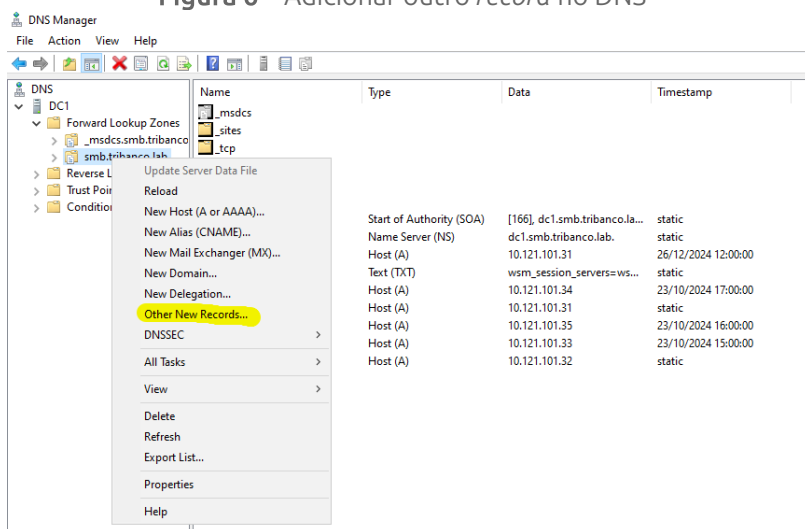 Figura 6 - Adicionar outro record no DNS
DNS Manager
File Action View Help
DNS
DC1
Forward Lookup Zones
_msdcs.smb.tribanco
smb.tribanco.lab
Reverse L
Trust Poir
Conditior
Name Type Data Timestamp
_msdcs
_sites
_tcp
Start of Authority (SOA) [166], dc1.smb.tribanco.la... static
Name Server (NS) dc1.smb.tribanco.lab. static
Host (A) 10.121.101.31 26/12/2024 12:00:00
Text (TXT) wsm_session_servers=ws... static
Host (A) 10.121.101.34 23/10/2024 17:00:00
Host (A) 10.121.101.31 static
Host (A) 10.121.101.35 23/10/2024 16:00:00
Host (A) 10.121.101.33 23/10/2024 15:00:00
Host (A) 10.121.101.32 static
Update Server Data File
Reload
New Host (A or AAAA)...
New Alias (CNAME)...
New Mail Exchanger (MX)...
New Domain...
New Delegation...
Other New Records...
DNSSEC
All Tasks
View
Delete
Refresh
Export List...
Properties
Help